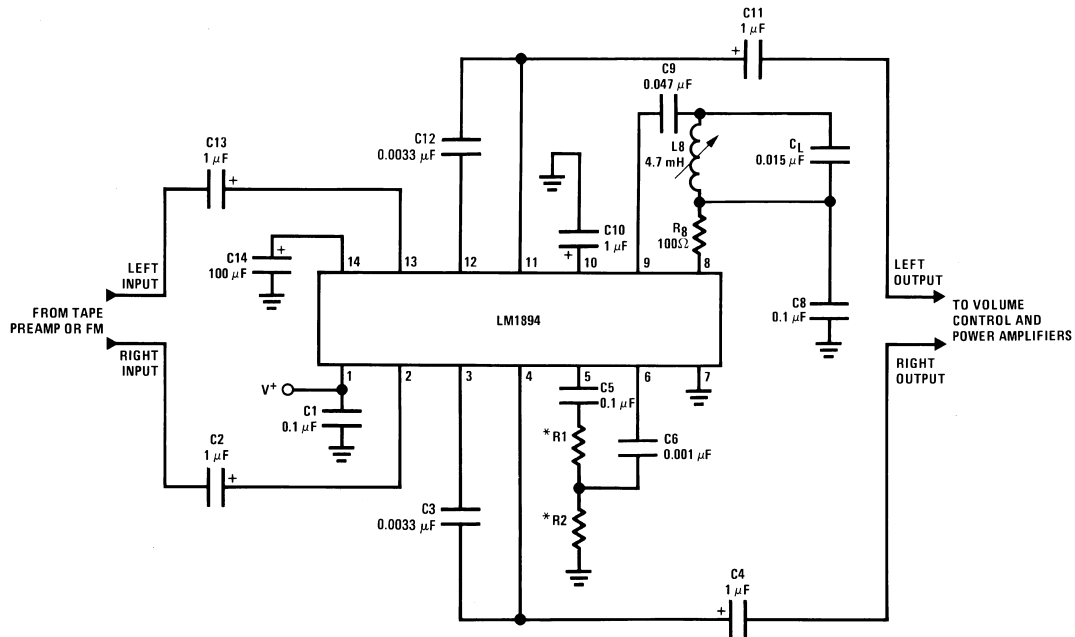 C11
1 μF
+
C9
0.047 μF
C13
1 μF
+
C12
0.0033 μF
L8
4.7 mH
CL
0.015 μF
C14
100 μF
+
C10
1 μF
+
R8
100Ω
14
13
12
11
10
9
8
LEFT
INPUT
LEFT
OUTPUT
C8
0.1 μF
FROM TAPE
PREAMP OR FM
LM1894
TO VOLUME
CONTROL AND
POWER AMPLIFIERS
RIGHT
INPUT
RIGHT
OUTPUT
1
2
3
4
5
6
7
V+
C1
0.1 μF
C5
0.1 μF
*R1
C6
0.001 μF
C2
1 μF
+
C3
0.0033 μF
*R2
C4
1 μF
+